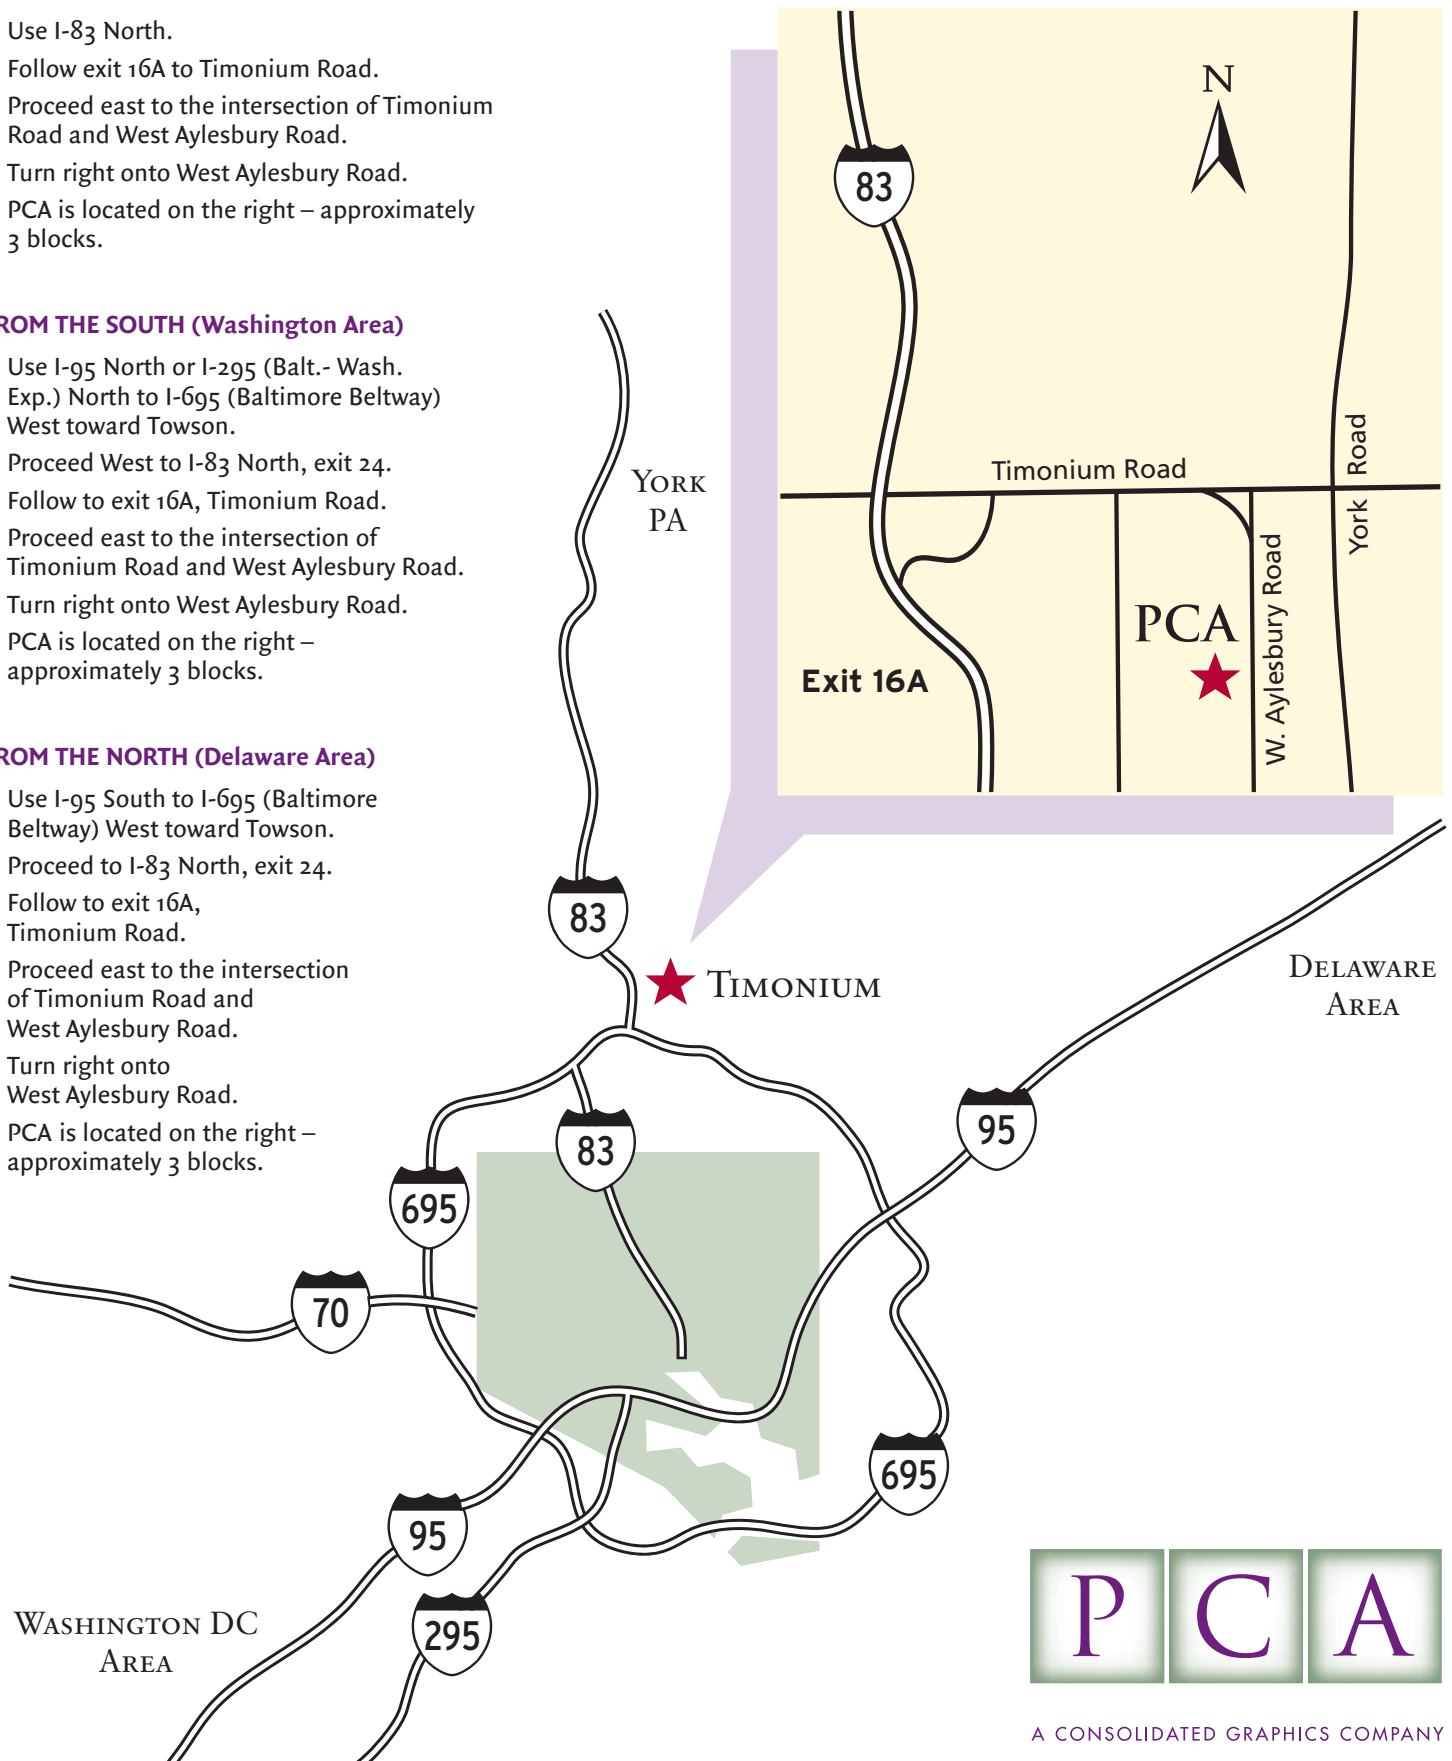 Use I-83 North.
Follow exit 16A to Timonium Road.
Proceed east to the intersection of Timonium
Road and West Aylesbury Road.
Turn right onto West Aylesbury Road.
PCA is located on the right – approximately
3 blocks.
ROM THE SOUTH (Washington Area)
Use I-95 North or I-295 (Balt.- Wash.
Exp.) North to I-695 (Baltimore Beltway)
West toward Towson.
Proceed West to I-83 North, exit 24.
Follow to exit 16A, Timonium Road.
Proceed east to the intersection of
Timonium Road and West Aylesbury Road.
Turn right onto West Aylesbury Road.
PCA is located on the right –
approximately 3 blocks.
ROM THE NORTH (Delaware Area)
Use I-95 South to I-695 (Baltimore
Beltway) West toward Towson.
Proceed to I-83 North, exit 24.
Follow to exit 16A,
Timonium Road.
Proceed east to the intersection
of Timonium Road and
West Aylesbury Road.
Turn right onto
West Aylesbury Road.
PCA is located on the right –
approximately 3 blocks.
N
83
Timonium Road
York Road
W. Aylesbury Road
PCA
Exit 16A
York
PA
83
Timonium
Delaware
Area
95
83
695
70
695
95
295
Washington DC
Area
PCA
A CONSOLIDATED GRAPHICS COMPANY